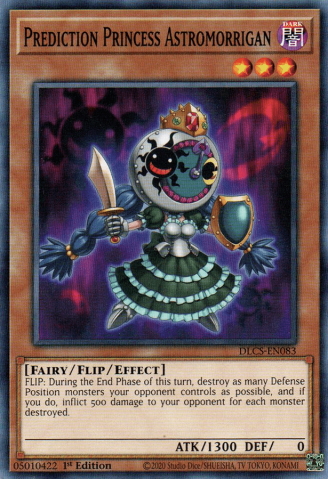 PREDICTION PRINCESS ASTROMORRIGAN
DARK
闇
DLCS-EN083
[FAIRY/FLIP/EFFECT]
FLIP: During the End Phase of this turn, destroy as many Defense
Position monsters your opponent controls as possible, and if
you do, inflict 500 damage to your opponent for each monster
destroyed.
ATK/1300 DEF/ 0
05010422 1st Edition ©2020 Studio Dice/SHUEISHA, TV TOKYO, KONAMI